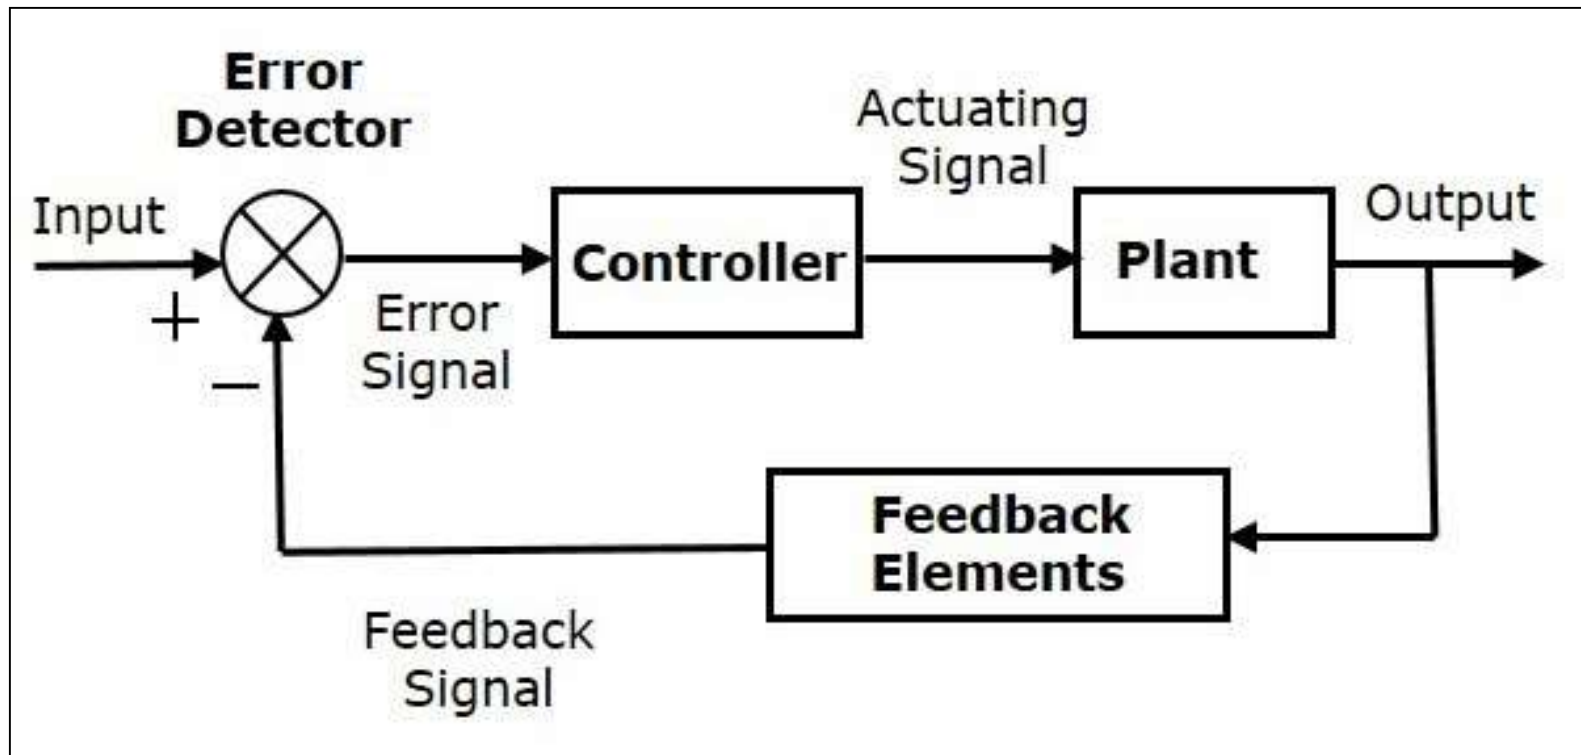 Error
Detector
Actuating
Signal
Input
Output
Controller
Plant
+
Error
Signal
−
Feedback
Elements
Feedback
Signal